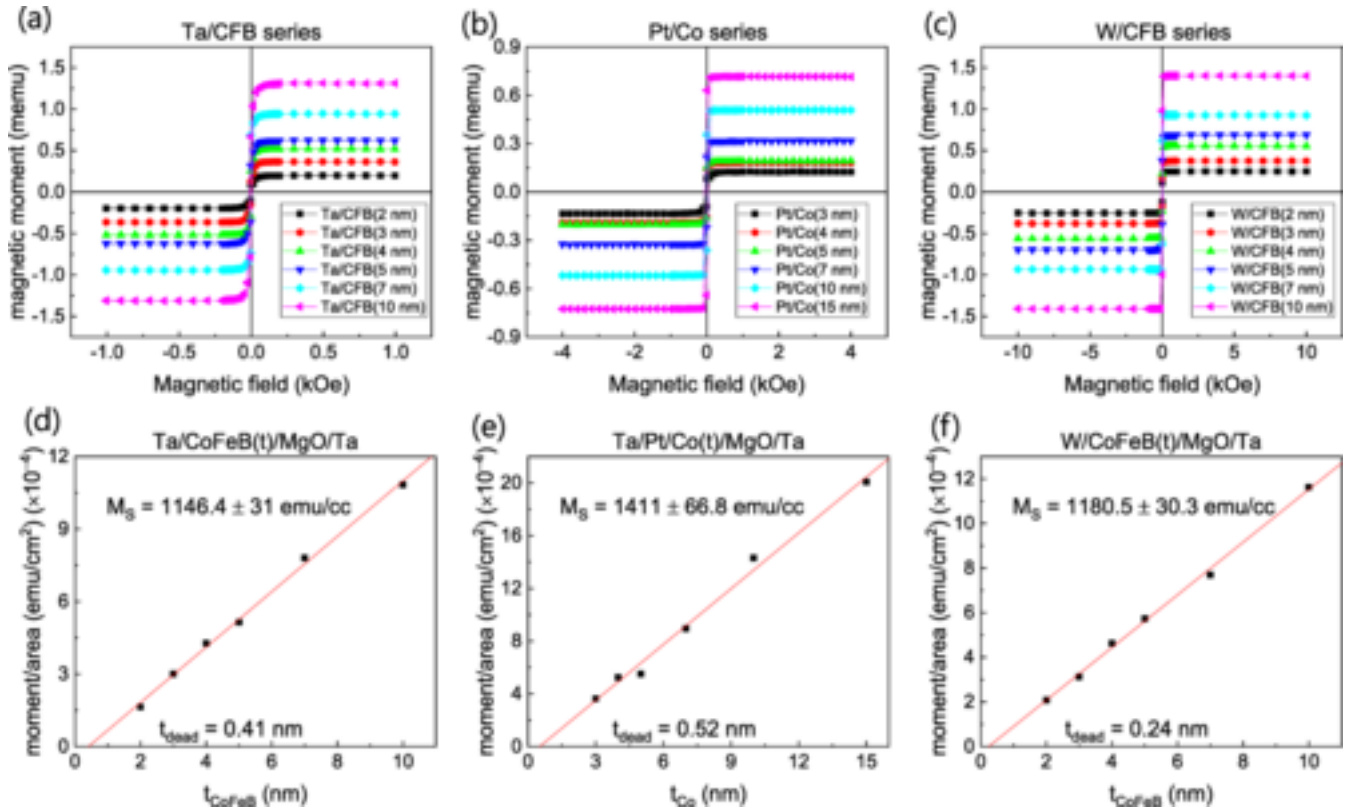 (a)
Ta/CFB series
magnetic moment (memu)
1.5
1.0
0.5
0.0
-0.5
-1.0
-1.5
Ta/CFB(2 nm)
Ta/CFB(3 nm)
Ta/CFB(4 nm)
Ta/CFB(5 nm)
Ta/CFB(7 nm)
Ta/CFB(10 nm)
-1.0 -0.5 0.0 0.5 1.0
Magnetic field (kOe)
(b)
Pt/Co series
magnetic moment (memu)
0.9
0.6
0.3
0.0
-0.3
-0.6
-0.9
Pt/Co(3 nm)
Pt/Co(4 nm)
Pt/Co(5 nm)
Pt/Co(7 nm)
Pt/Co(10 nm)
Pt/Co(15 nm)
-4 -2 0 2 4
Magnetic field (kOe)
(c)
W/CFB series
magnetic moment (memu)
1.5
1.0
0.5
0.0
-0.5
-1.0
-1.5
W/CFB(2 nm)
W/CFB(3 nm)
W/CFB(4 nm)
W/CFB(5 nm)
W/CFB(7 nm)
W/CFB(10 nm)
-10 -5 0 5 10
Magnetic field (kOe)
(d)
Ta/CoFeB(t)/MgO/Ta
moment/area (emu/cm²) (×10⁻⁴)
12
9
6
3
0
M_S = 1146.4 ± 31 emu/cc
t_dead = 0.41 nm
2 4 6 8 10
t_CoFeB (nm)
(e)
Ta/Pt/Co(t)/MgO/Ta
moment/area (emu/cm²) (×10⁻⁴)
20
16
12
8
4
0
M_S = 1411 ± 66.8 emu/cc
t_dead = 0.52 nm
3 6 9 12 15
t_Co (nm)
(f)
W/CoFeB(t)/MgO/Ta
moment/area (emu/cm²) (×10⁻⁴)
12
10
8
6
4
2
0
M_S = 1180.5 ± 30.3 emu/cc
t_dead = 0.24 nm
0 2 4 6 8 10
t_CoFeB (nm)